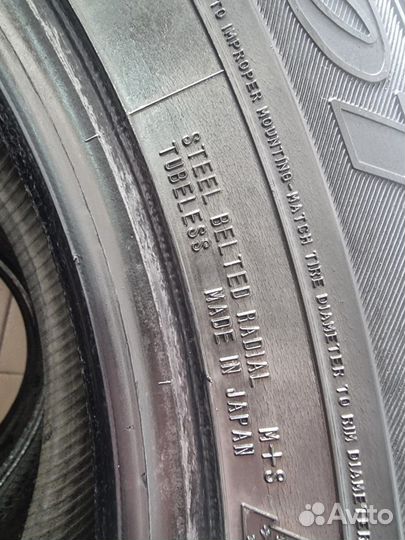 TO IMPROPER MOUNTING-MATCH TIRE DIAMETER TO RIM DIAMETER
STEEL BELTED RADIAL M+S
TUBELESS MADE IN JAPAN
Avito